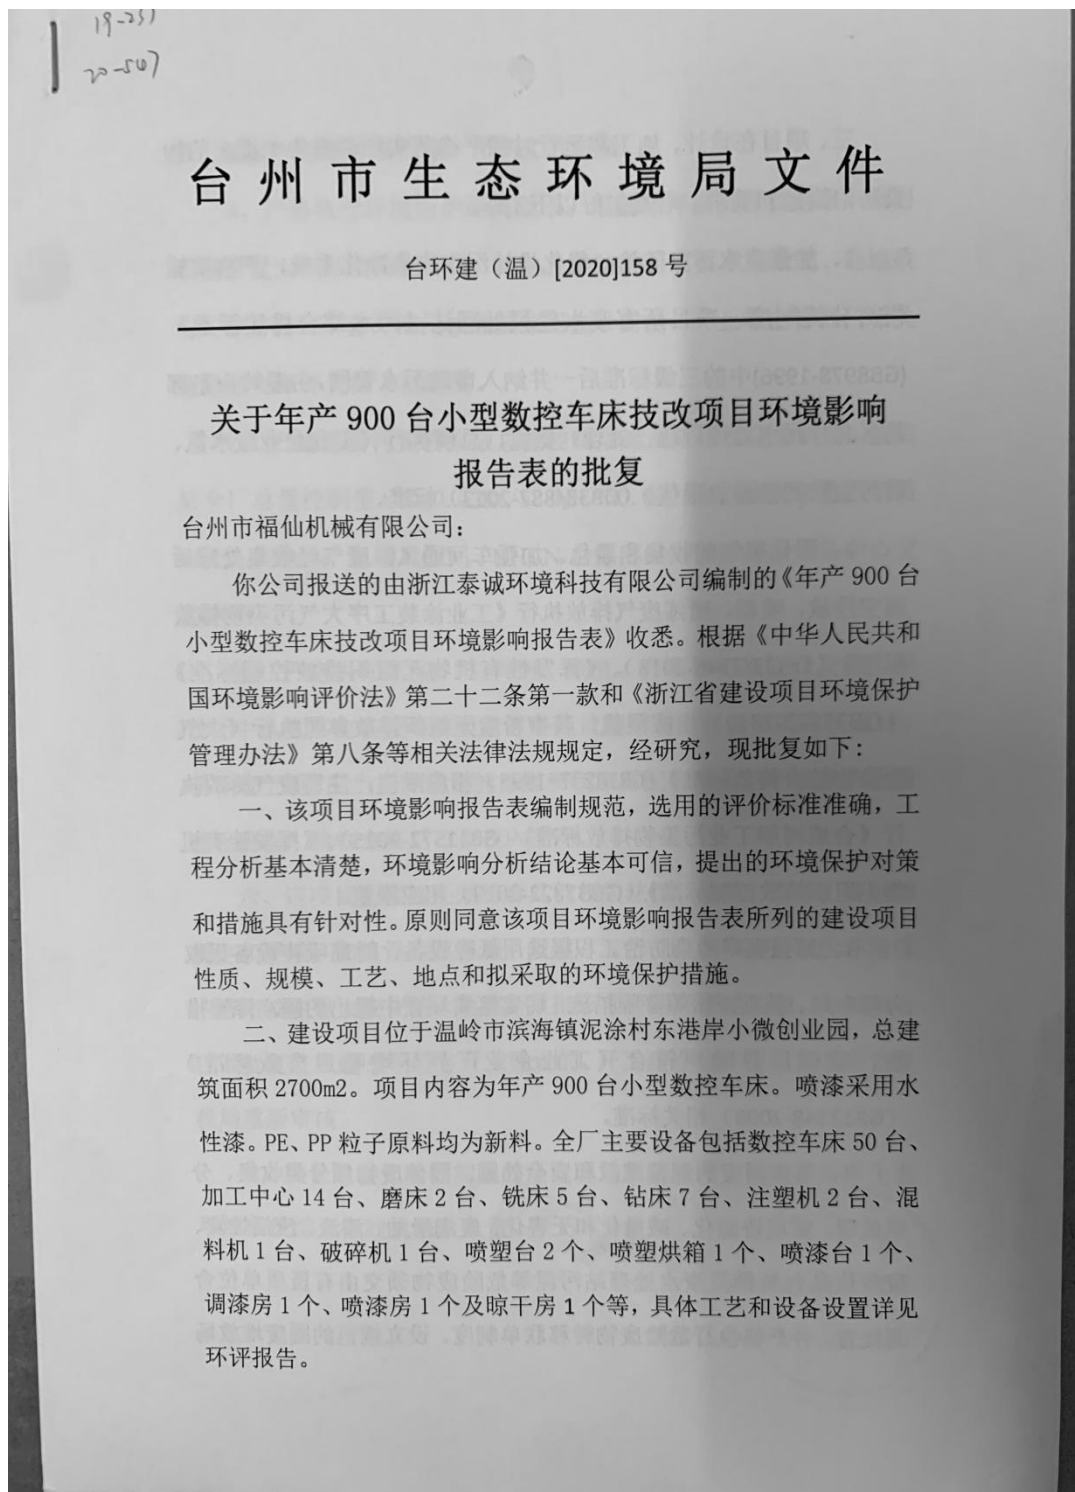 19-231
20-547
台州市生态环境局文件
台环建（温）[2020]158 号
关于年产 900 台小型数控车床技改项目环境影响
报告表的批复
台州市福仙机械有限公司：
你公司报送的由浙江泰诚环境科技有限公司编制的《年产 900 台
小型数控车床技改项目环境影响报告表》收悉。根据《中华人民共和
国环境影响评价法》第二十二条第一款和《浙江省建设项目环境保护
管理办法》第八条等相关法律法规规定，经研究，现批复如下：
一、该项目环境影响报告表编制规范，选用的评价标准准确，工
程分析基本清楚，环境影响分析结论基本可信，提出的环境保护对策
和措施具有针对性。原则同意该项目环境影响报告表所列的建设项目
性质、规模、工艺、地点和拟采取的环境保护措施。
二、建设项目位于温岭市滨海镇泥涂村东港岸小微创业园，总建
筑面积 2700m2。项目内容为年产 900 台小型数控车床。喷漆采用水
性漆。PE、PP 粒子原料均为新料。全厂主要设备包括数控车床 50 台、
加工中心 14 台、磨床 2 台、铣床 5 台、钻床 7 台、注塑机 2 台、混
料机 1 台、破碎机 1 台、喷塑台 2 个、喷塑烘箱 1 个、喷漆台 1 个、
调漆房 1 个、喷漆房 1 个及晾干房 1 个等，具体工艺和设备设置详见
环评报告。